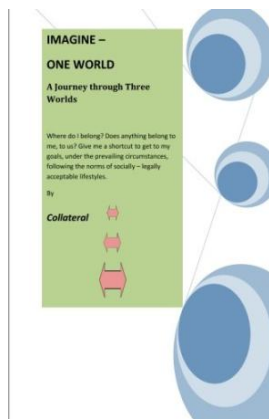 IMAGINE –
ONE WORLD
A Journey through Three
Worlds
Where do I belong? Does anything belong to
me, to us? Give me a shortcut to get to my
goals, under the prevailing circumstances,
following the norms of socially – legally
acceptable lifestyles.
By
Collateral